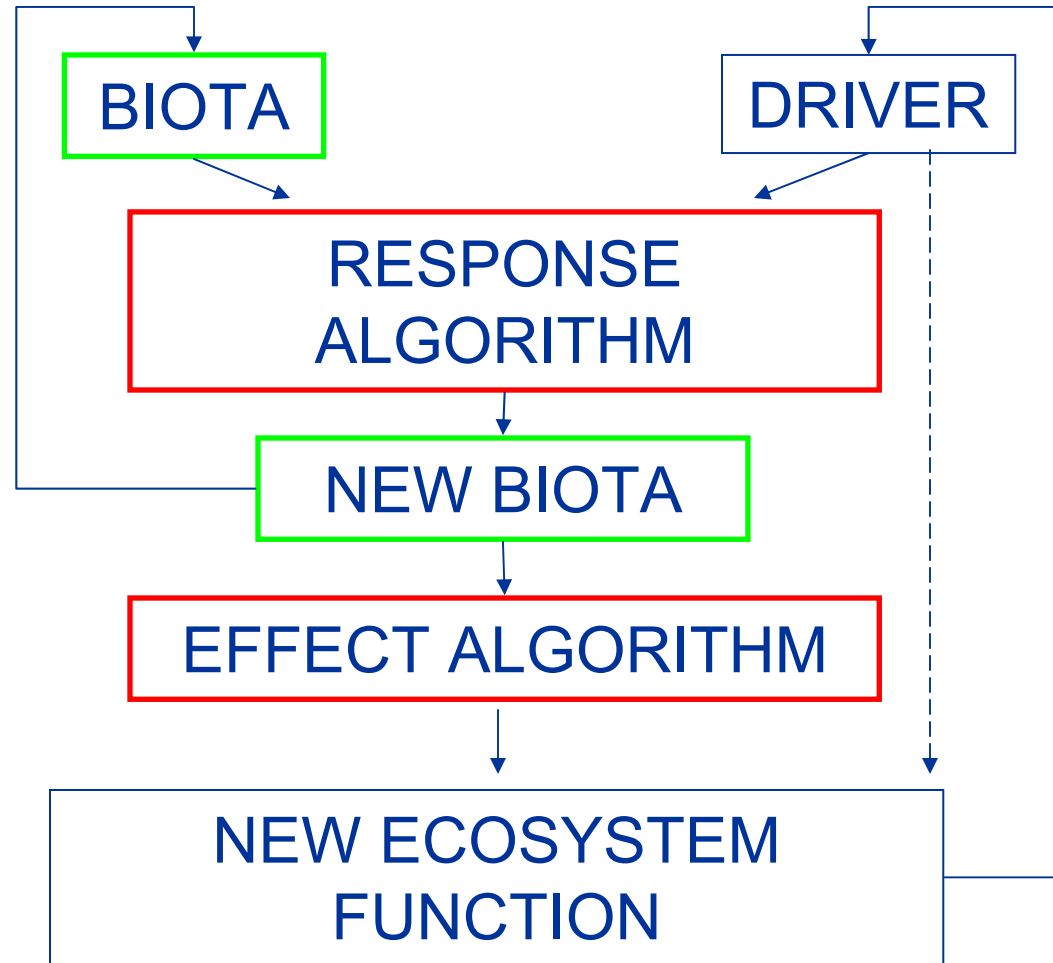 BIOTA
DRIVER
RESPONSE
ALGORITHM
NEW BIOTA
EFFECT ALGORITHM
NEW ECOSYSTEM
FUNCTION